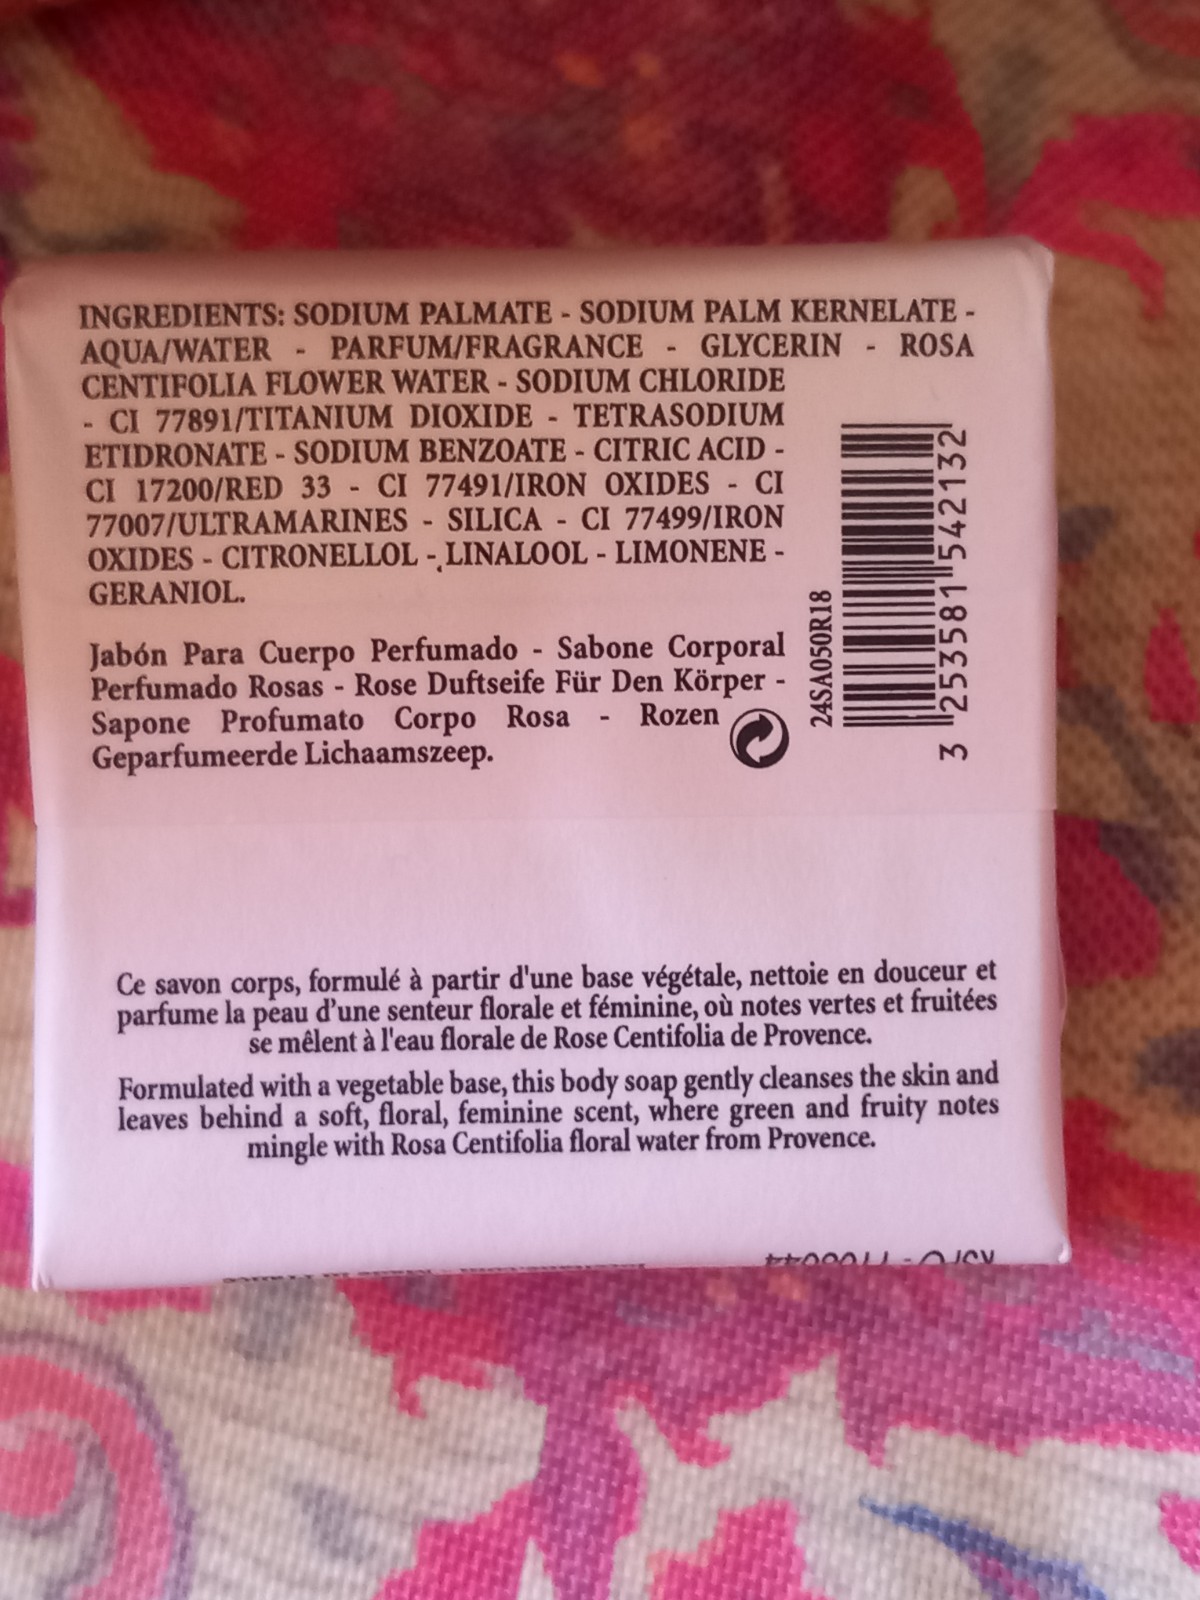 INGREDIENTS: SODIUM PALMATE - SODIUM PALM KERNELATE -
AQUA/WATER - PARFUM/FRAGRANCE - GLYCERIN - ROSA
CENTIFOLIA FLOWER WATER - SODIUM CHLORIDE
- CI 77891/TITANIUM DIOXIDE - TETRASODIUM
ETIDRONATE - SODIUM BENZOATE - CITRIC ACID -
CI 17200/RED 33 - CI 77491/IRON OXIDES - CI
77007/ULTRAMARINES - SILICA - CI 77499/IRON
OXIDES - CITRONELLOL - LINALOOL - LIMONENE -
GERANIOL.
24SA050R18
3 253581 542132
Jabón Para Cuerpo Perfumado - Sabone Corporal
Perfumado Rosas - Rose Duftseife Für Den Körper -
Sapone Profumato Corpo Rosa - Rozen
Geparfumeerde Lichaamszeep.
Ce savon corps, formulé à partir d'une base végétale, nettoie en douceur et
parfume la peau d’une senteur florale et féminine, où notes vertes et fruitées
se mêlent à l'eau florale de Rose Centifolia de Provence.
Formulated with a vegetable base, this body soap gently cleanses the skin and
leaves behind a soft, floral, feminine scent, where green and fruity notes
mingle with Rosa Centifolia floral water from Provence.